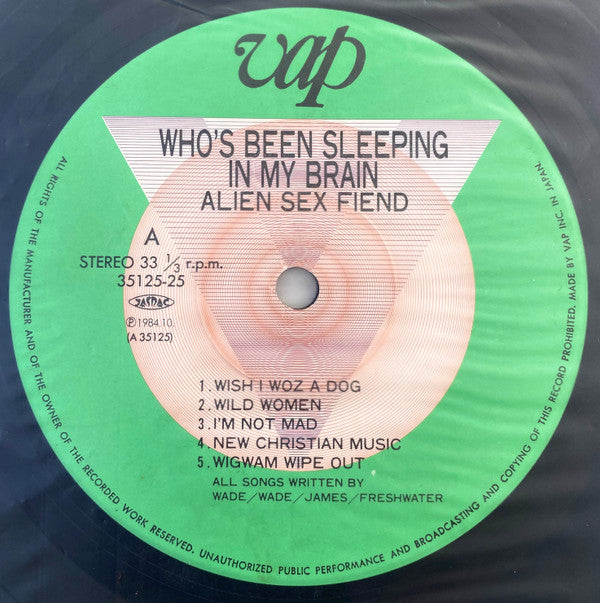 vap
WHO'S BEEN SLEEPING
IN MY BRAIN
ALIEN SEX FIEND
A
STEREO 33 1/3 r.p.m.
35125-25
JASRAC
Ⓟ1984.10.
(A 35125)
1. WISH I WOZ A DOG
2. WILD WOMEN
3. I'M NOT MAD
4. NEW CHRISTIAN MUSIC
5. WIGWAM WIPE OUT
ALL SONGS WRITTEN BY
WADE/WADE/JAMES/FRESHWATER
ALL RIGHTS OF THE MANUFACTURER AND OF THE OWNER OF THE RECORDED WORK RESERVED. UNAUTHORIZED PUBLIC PERFORMANCE AND BROADCASTING AND COPYING OF THIS RECORD PROHIBITED. MADE BY VAP INC. IN JAPAN.